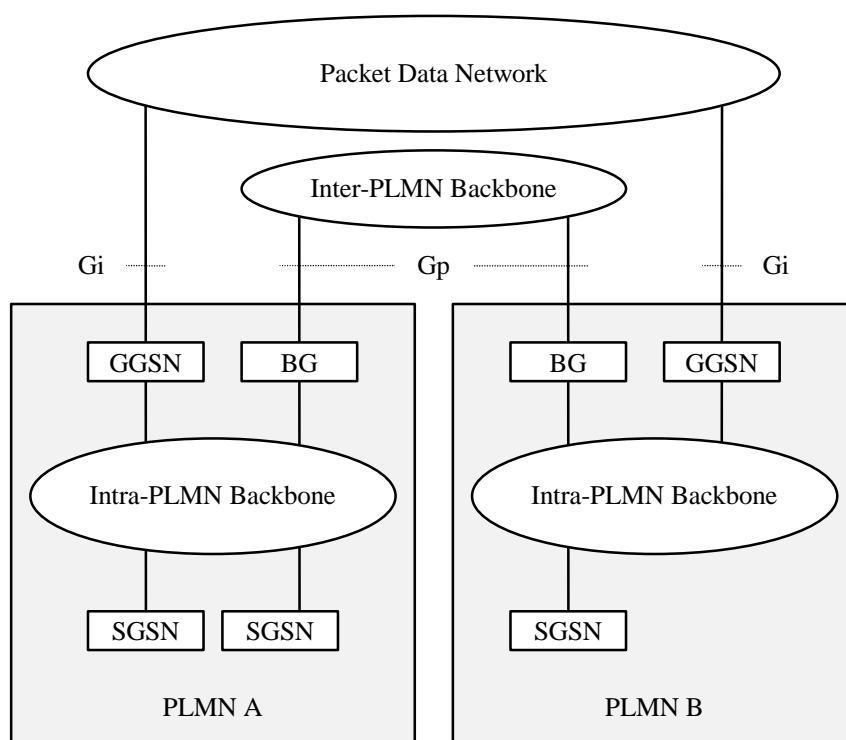 Packet Data Network
Inter-PLMN Backbone
Gi
Gp
Gi
GGSN
BG
BG
GGSN
Intra-PLMN Backbone
Intra-PLMN Backbone
SGSN
SGSN
SGSN
PLMN A
PLMN B